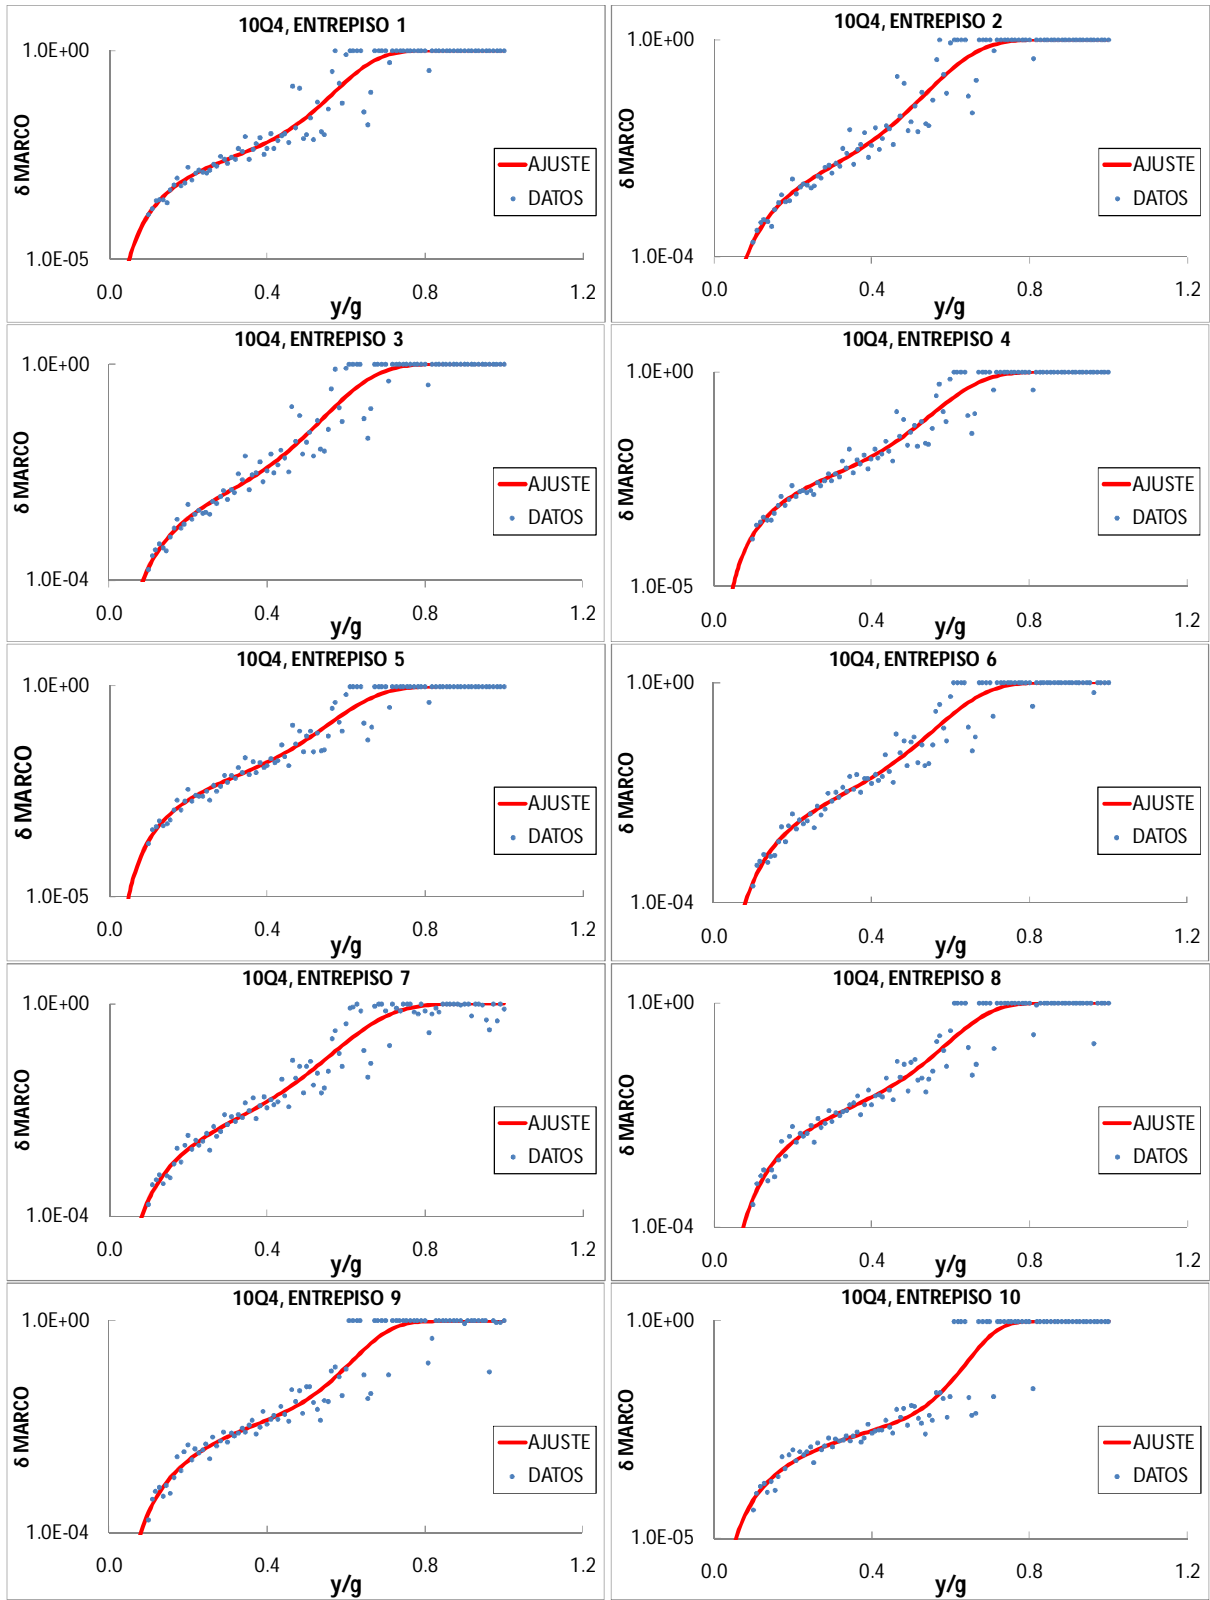 10Q4, ENTREPISO 1
1.0E+00
1.0E-05
0.0
0.4
0.8
1.2
y/g
δ MARCO
AJUSTE
DATOS
10Q4, ENTREPISO 2
1.0E+00
1.0E-04
0.0
0.4
0.8
1.2
y/g
δ MARCO
AJUSTE
DATOS
10Q4, ENTREPISO 3
1.0E+00
1.0E-04
0.0
0.4
0.8
1.2
y/g
δ MARCO
AJUSTE
DATOS
10Q4, ENTREPISO 4
1.0E+00
1.0E-05
0.0
0.4
0.8
1.2
y/g
δ MARCO
AJUSTE
DATOS
10Q4, ENTREPISO 5
1.0E+00
1.0E-05
0.0
0.4
0.8
1.2
y/g
δ MARCO
AJUSTE
DATOS
10Q4, ENTREPISO 6
1.0E+00
1.0E-04
0.0
0.4
0.8
1.2
y/g
δ MARCO
AJUSTE
DATOS
10Q4, ENTREPISO 7
1.0E+00
1.0E-04
0.0
0.4
0.8
1.2
y/g
δ MARCO
AJUSTE
DATOS
10Q4, ENTREPISO 8
1.0E+00
1.0E-04
0.0
0.4
0.8
1.2
y/g
δ MARCO
AJUSTE
DATOS
10Q4, ENTREPISO 9
1.0E+00
1.0E-04
0.0
0.4
0.8
1.2
y/g
δ MARCO
AJUSTE
DATOS
10Q4, ENTREPISO 10
1.0E+00
1.0E-05
0.0
0.4
0.8
1.2
y/g
δ MARCO
AJUSTE
DATOS